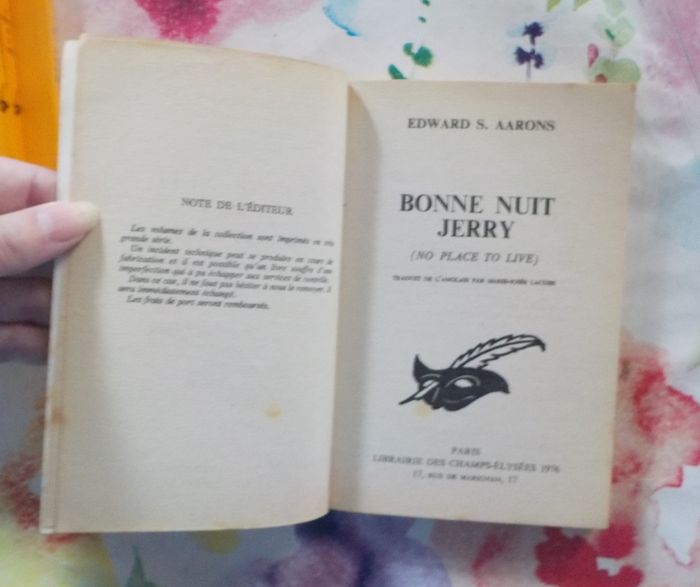 NOTE DE L'ÉDITEUR
Les volumes de la collection sont imprimés en très
grande série.
Un incident technique peut se produire en cours de
fabrication et il est possible qu'un livre souffre d'une
imperfection qui a pu échapper aux services de contrôle.
Dans ce cas, il ne faut pas hésiter à nous le renvoyer. Il
sera immédiatement échangé.
Les frais de port seront remboursés.
EDWARD S. AARONS
BONNE NUIT
JERRY
(NO PLACE TO LIVE)
TRADUIT DE L'ANGLAIS PAR MARIE-JOSÉE LACUBE
PARIS
LIBRAIRIE DES CHAMPS-ÉLYSÉES 1976
17, RUE DE MARIGNAN, 17